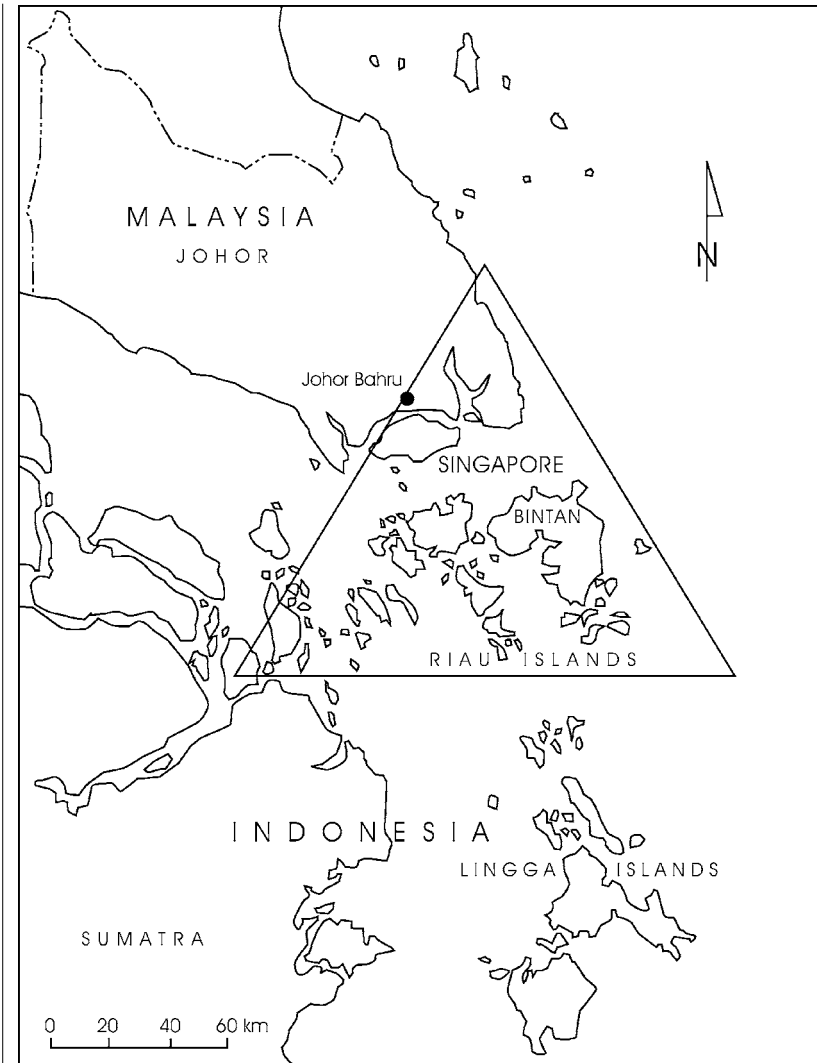 MALAYSIA
JOHOR
N
Johor Bahru
SINGAPORE
BINTAN
RIAU ISLANDS
INDONESIA
LINGGA ISLANDS
SUMATRA
0 20 40 60 km